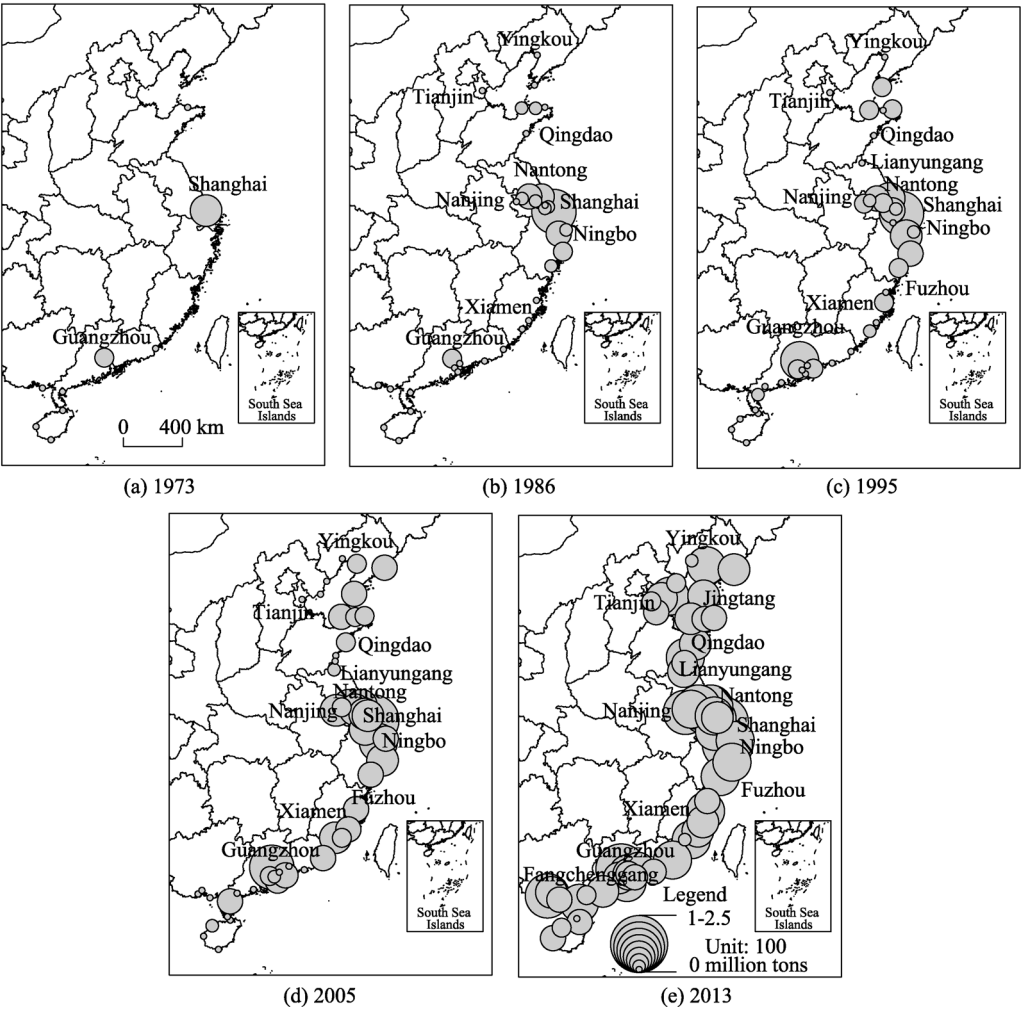 Shanghai
Guangzhou
0 400 km
South Sea
Islands
(a) 1973
Yingkou
Tianjin
Qingdao
Nantong
Nanjing
Shanghai
Ningbo
Xiamen
Guangzhou
South Sea
Islands
(b) 1986
Yingkou
Tianjin
Qingdao
Lianyungang
Nantong
Nanjing
Shanghai
Ningbo
Fuzhou
Xiamen
Guangzhou
South Sea
Islands
(c) 1995
Yingkou
Tianjin
Qingdao
Lianyungang
Nantong
Nanjing
Shanghai
Ningbo
Fuzhou
Xiamen
Guangzhou
South Sea
Islands
(d) 2005
Yingkou
Tianjin
Jingtang
Qingdao
Lianyungang
Nantong
Nanjing
Shanghai
Ningbo
Fuzhou
Xiamen
Guangzhou
Fangchenggang
Legend
1-2.5
Unit: 100
0 million tons
South Sea
Islands
(e) 2013